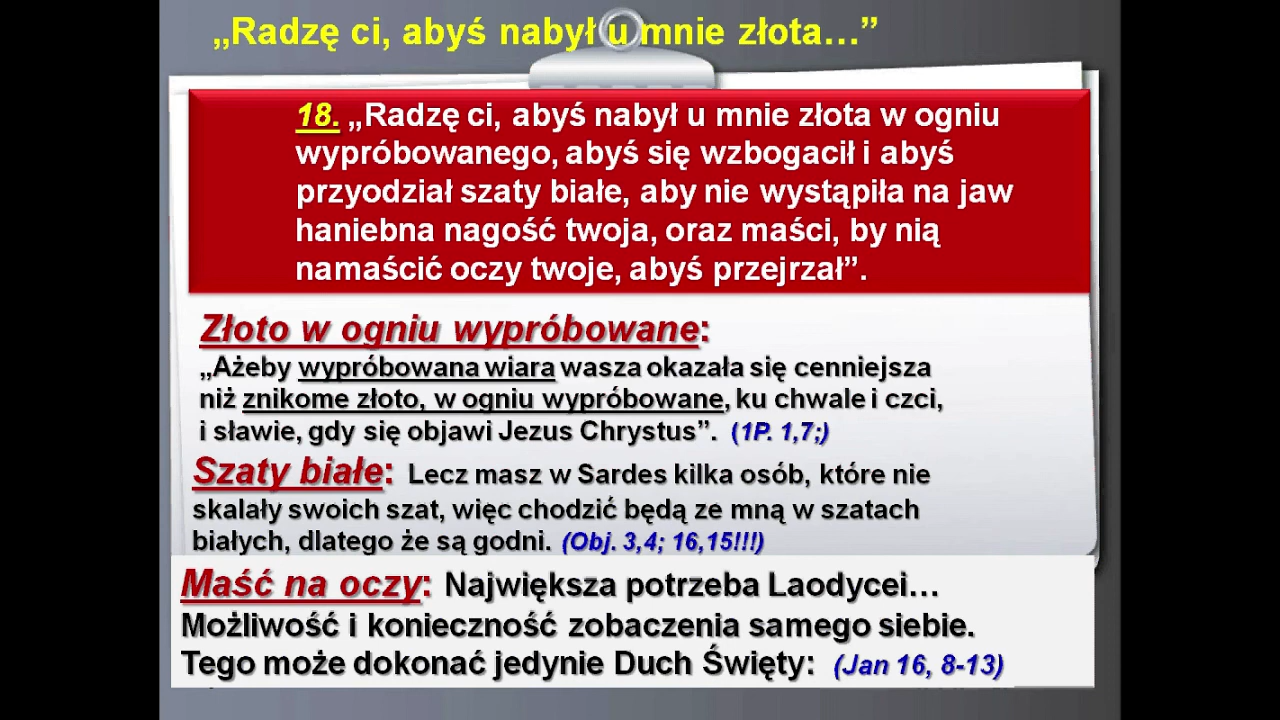 „Radzę ci, abyś nabył u mnie złota…”
18. „Radzę ci, abyś nabył u mnie złota w ogniu
wypróbowanego, abyś się wzbogacił i abyś
przyodział szaty białe, aby nie wystąpiła na jaw
haniebna nagość twoja, oraz maści, by nią
namaścić oczy twoje, abyś przejrzał”.
Złoto w ogniu wypróbowane:
„Ażeby wypróbowana wiara wasza okazała się cenniejsza
niż znikome złoto, w ogniu wypróbowane, ku chwale i czci,
i sławie, gdy się objawi Jezus Chrystus”. (1P. 1,7;)
Szaty białe: Lecz masz w Sardes kilka osób, które nie
skalały swoich szat, więc chodzić będą ze mną w szatach
białych, dlatego że są godni. (Obj. 3,4; 16,15!!!)
Maść na oczy: Największa potrzeba Laodycei…
Możliwość i konieczność zobaczenia samego siebie.
Tego może dokonać jedynie Duch Święty: (Jan 16, 8-13)